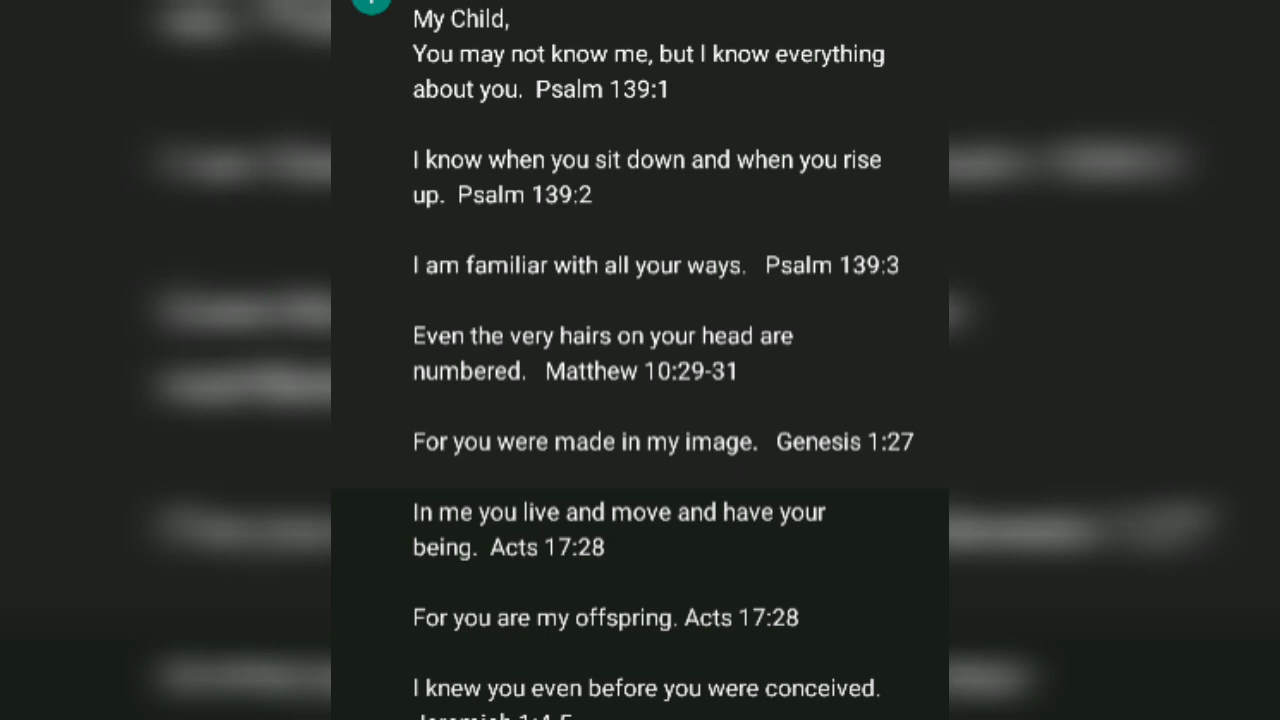 My Child,
You may not know me, but I know everything
about you.  Psalm 139:1
I know when you sit down and when you rise
up.  Psalm 139:2
I am familiar with all your ways.   Psalm 139:3
Even the very hairs on your head are
numbered.   Matthew 10:29-31
For you were made in my image.   Genesis 1:27
In me you live and move and have your
being.  Acts 17:28
For you are my offspring. Acts 17:28
I knew you even before you were conceived.
Jeremiah 1:4-5